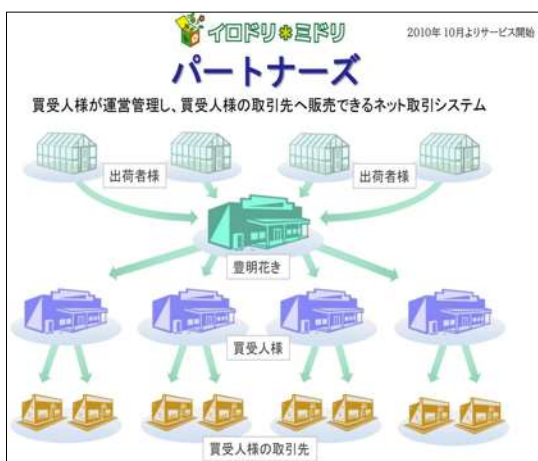 イロドリ*ミドリ
2010年10月よりサービス開始
パートナーズ
買受人様が運営管理し、買受人様の取引先へ販売できるネット取引システム
出荷者様
出荷者様
豊明花き
買受人様
買受人様の取引先